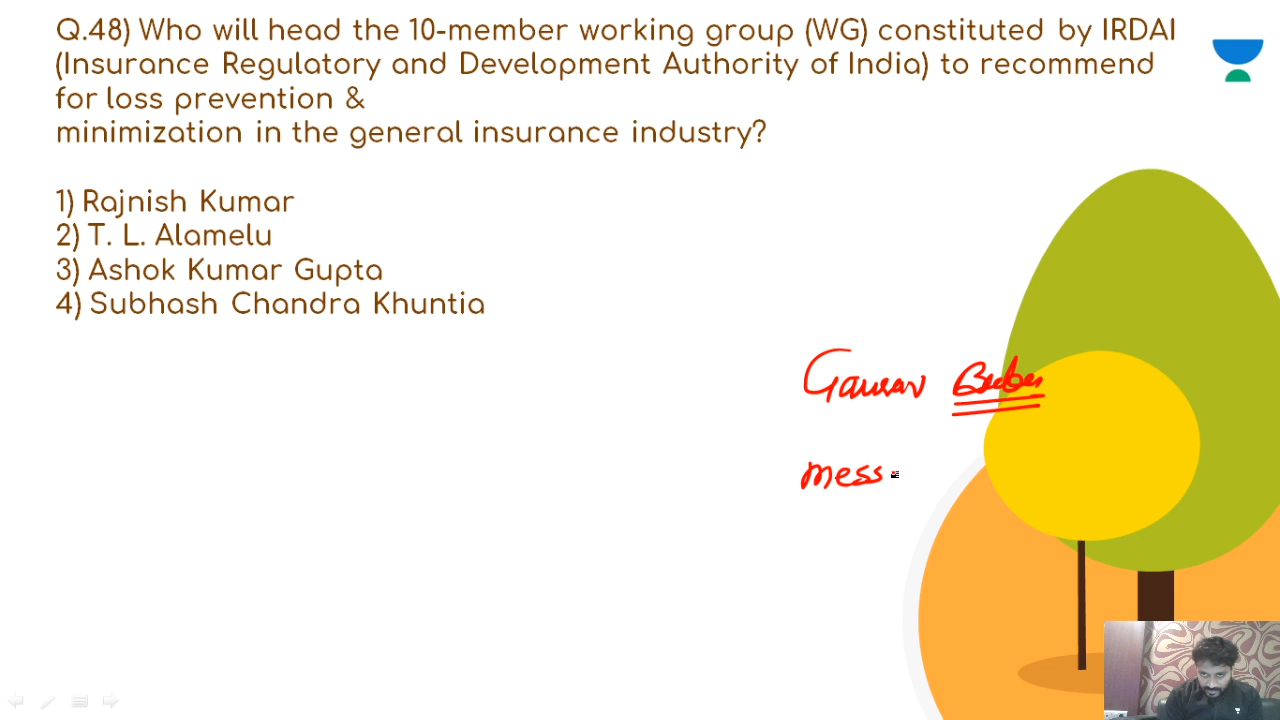 Q.48) Who will head the 10-member working group (WG) constituted by IRDAI
(Insurance Regulatory and Development Authority of India) to recommend
for loss prevention &
minimization in the general insurance industry?
1) Rajnish Kumar
2) T. L. Alamelu
3) Ashok Kumar Gupta
4) Subhash Chandra Khuntia
Gaurav
mess